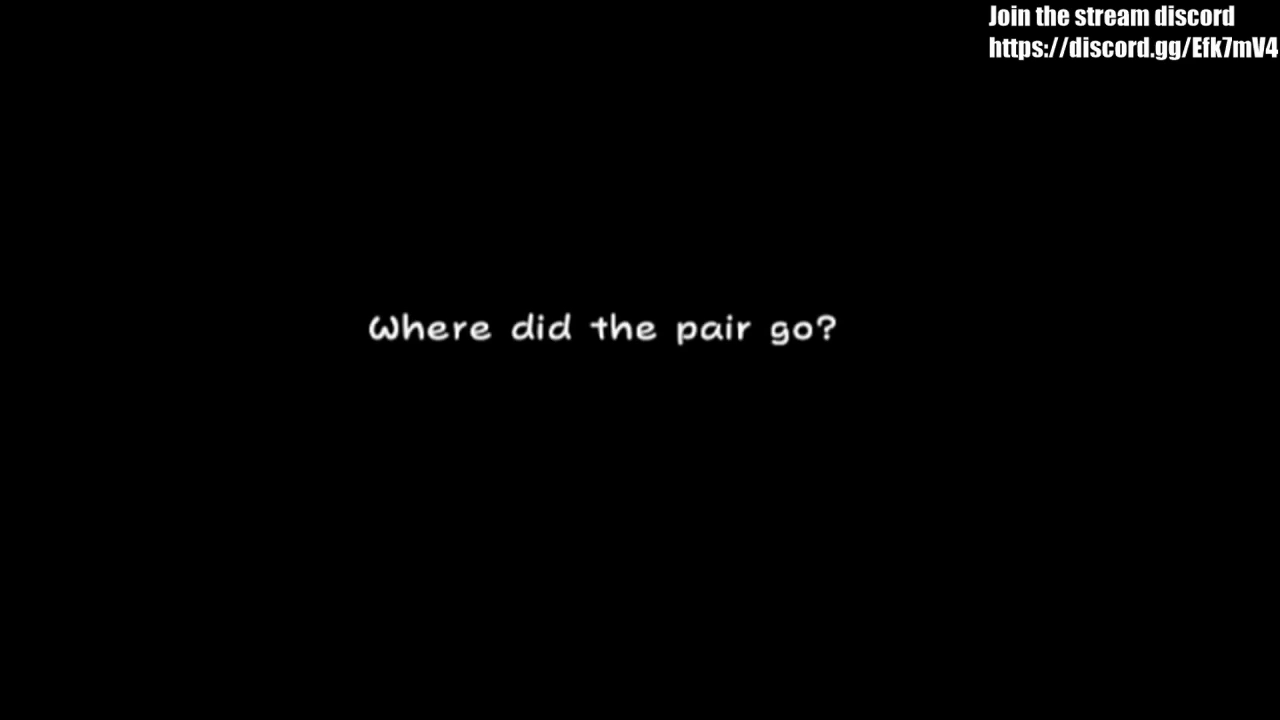 Join the stream discord
https://discord.gg/Efk7mV4
Where did the pair go?